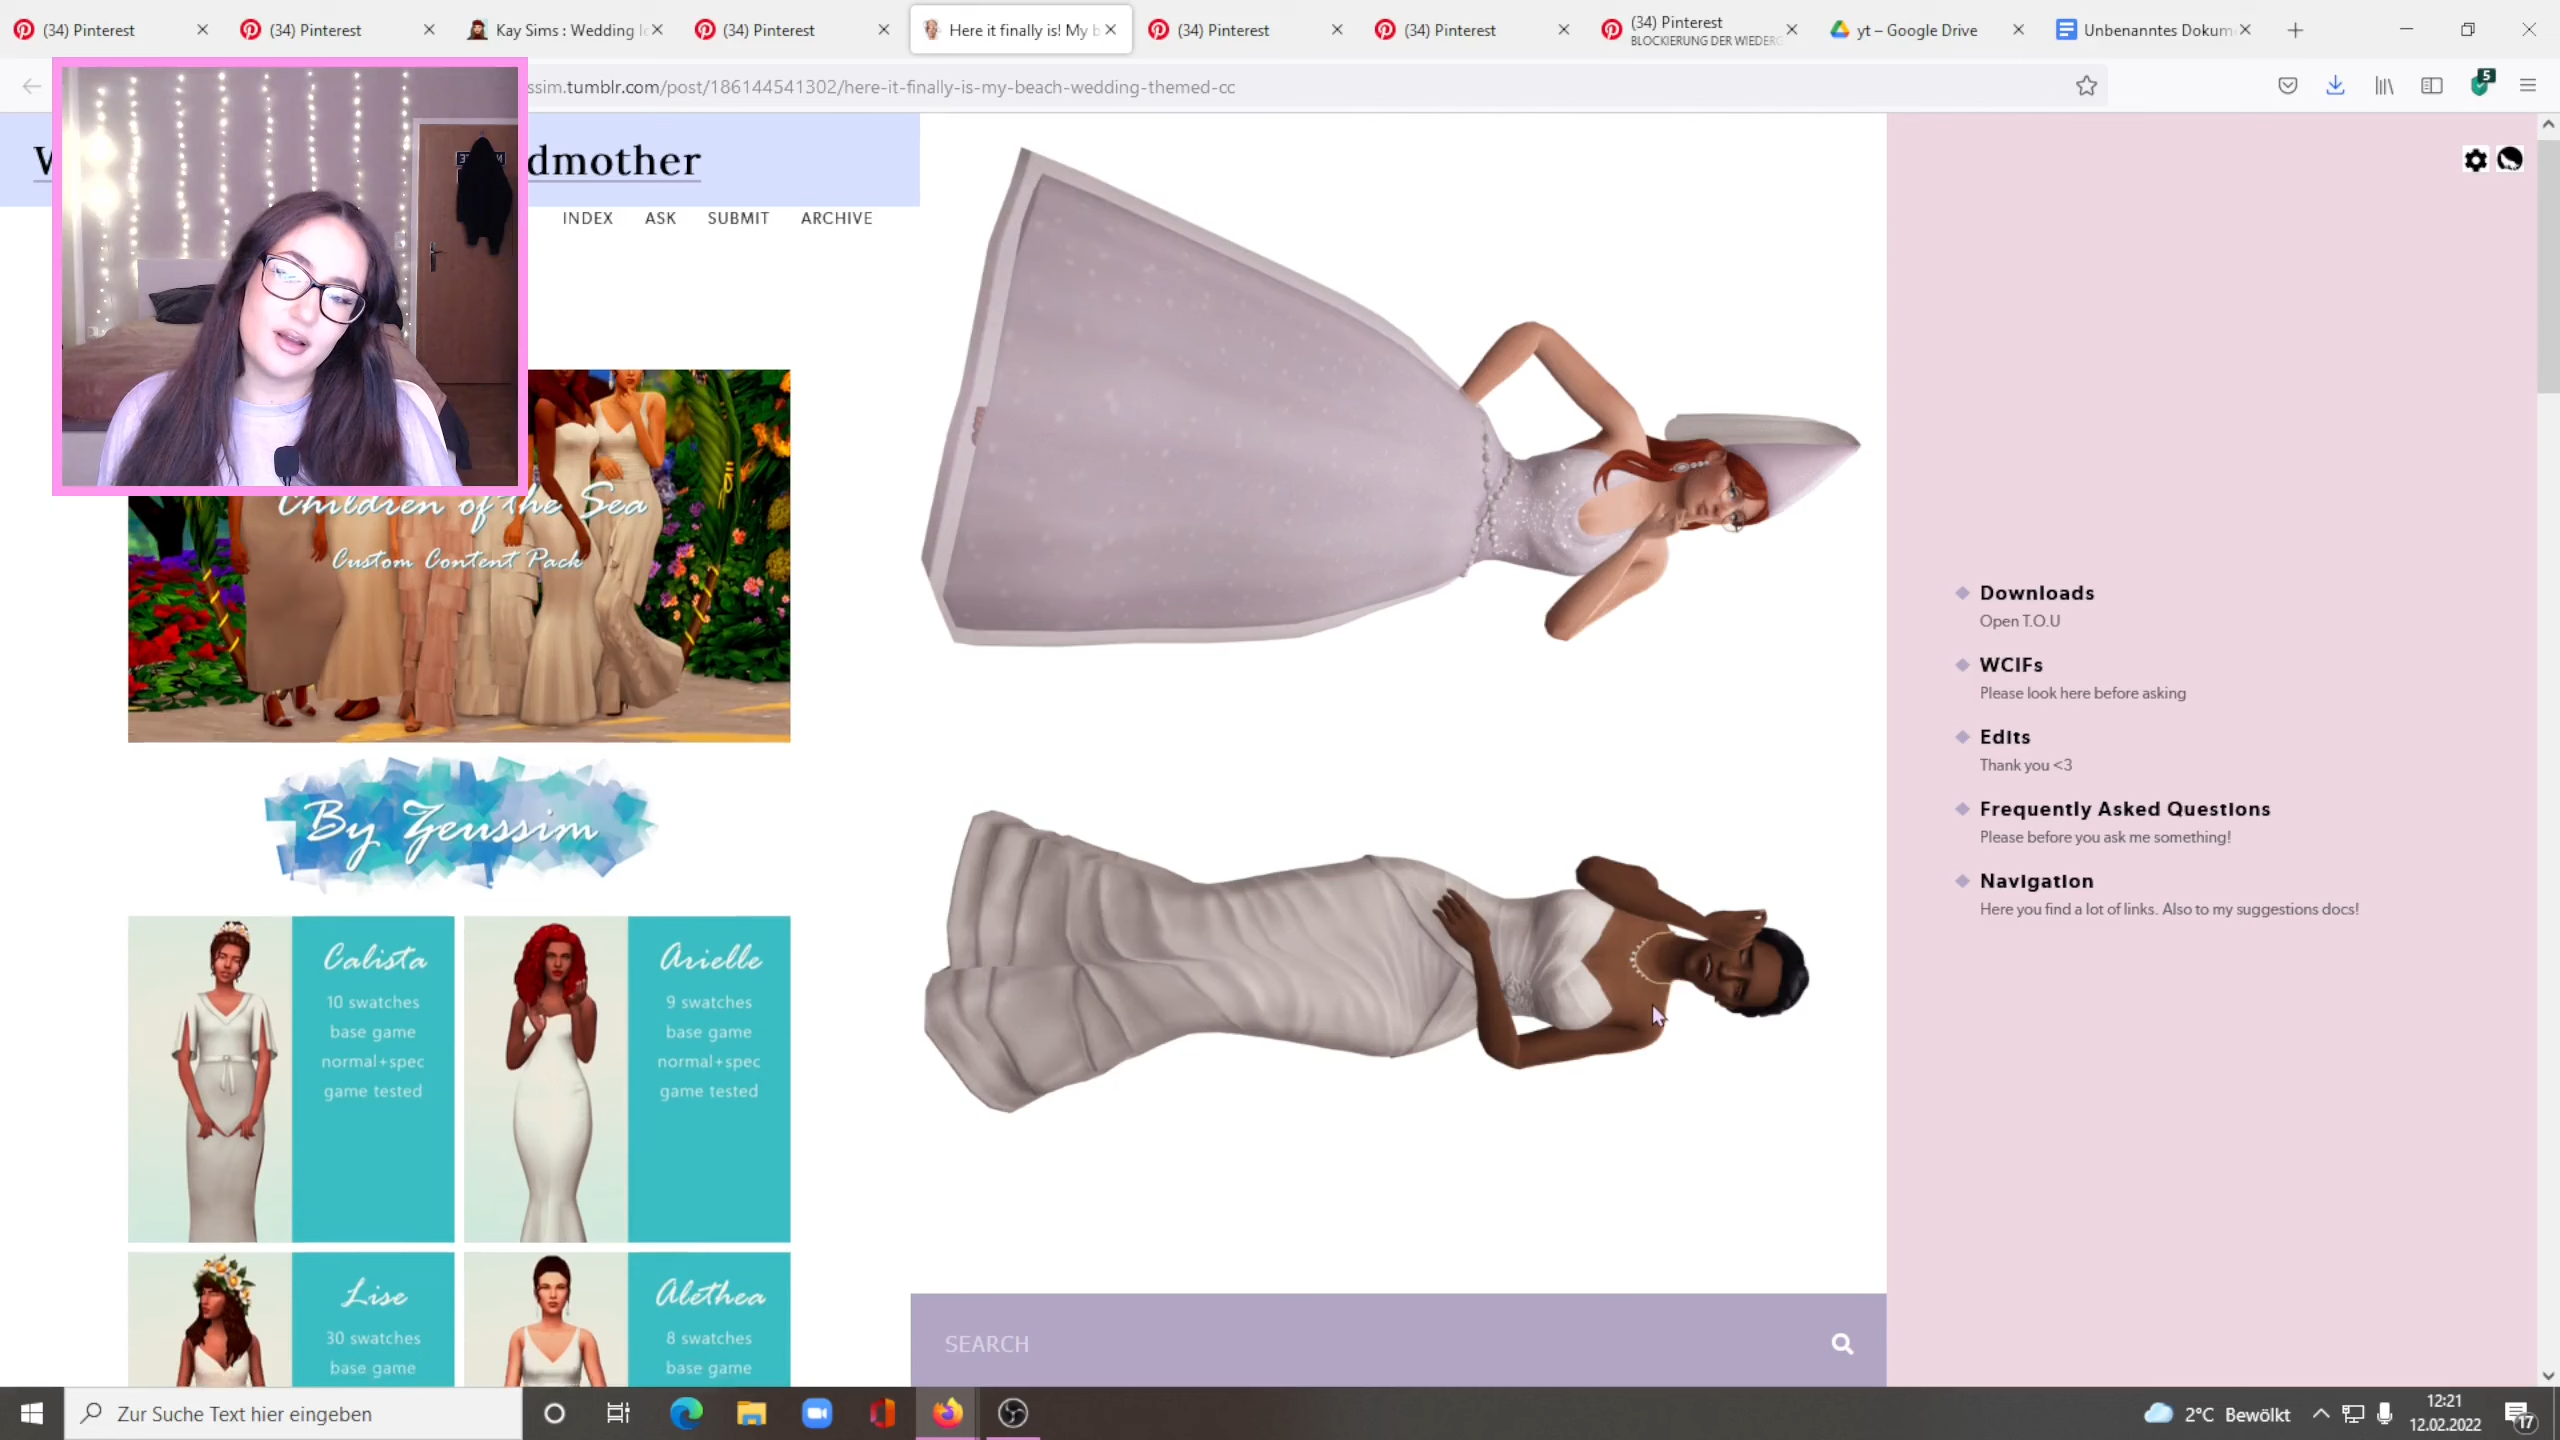 (34) Pinterest
(34) Pinterest
Kay Sims : Wedding
(34) Pinterest
Here it finally is! My b
(34) Pinterest
(34) Pinterest
(34) Pinterest
BLOCKIERUNG DER WIEDERG
yt – Google Drive
Unbenanntes Dokum
ssim.tumblr.com/post/186144541302/here-it-finally-is-my-beach-wedding-themed-cc
5
dmother
INDEX
ASK
SUBMIT
ARCHIVE
Children of the Sea
Custom Content Pack
By Zeussim
Calista
10 swatches
base game
normal+spec
game tested
Arielle
9 swatches
base game
normal+spec
game tested
Lise
30 swatches
base game
Alethea
8 swatches
base game
SEARCH
Downloads
Open T.O.U
WCIFs
Please look here before asking
Edits
Thank you <3
Frequently Asked Questions
Please before you ask me something!
Navigation
Here you find a lot of links. Also to my suggestions docs!
Zur Suche Text hier eingeben
2°C Bewölkt
12:21
12.02.2022
17